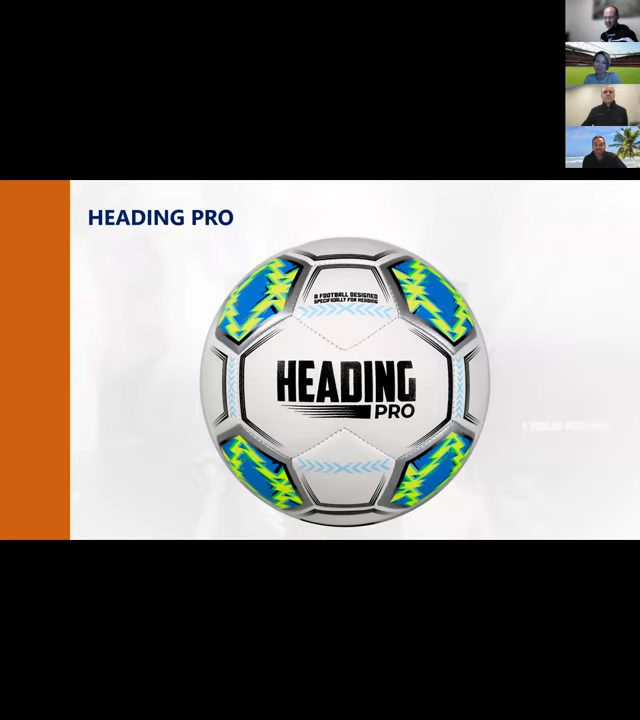 HEADING PRO
A FOOTBALL DESIGNED
SPECIFICALLY FOR HEADING
HEADING
PRO